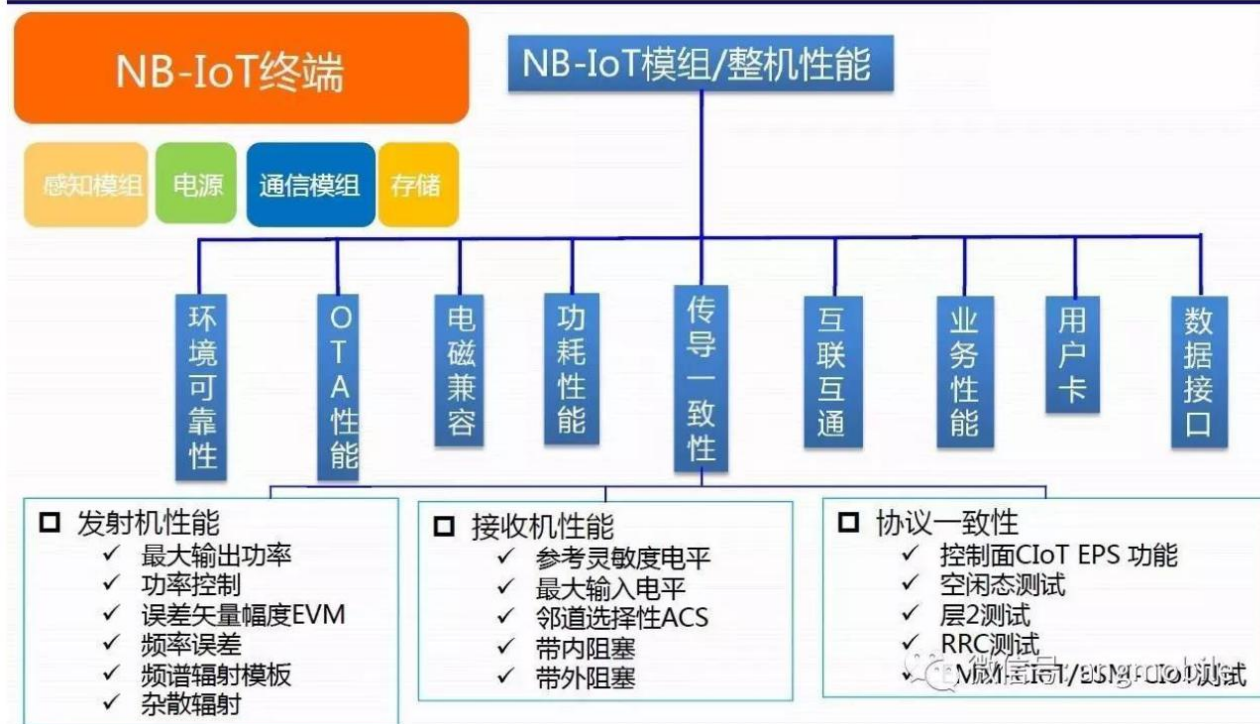 NB-IoT终端
NB-IoT模组/整机性能
感知模组
电源
通信模组
存储
环境可靠性
OTA性能
电磁兼容
功耗性能
传导一致性
互联互通
业务性能
用户卡
数据接口
发射机性能
✓ 最大输出功率
✓ 功率控制
✓ 误差矢量幅度EVM
✓ 频率误差
✓ 频谱辐射模板
✓ 杂散辐射
接收机性能
✓ 参考灵敏度电平
✓ 最大输入电平
✓ 邻道选择性ACS
✓ 带内阻塞
✓ 带外阻塞
协议一致性
✓ 控制面CIoT EPS 功能
✓ 空闲态测试
✓ 层2测试
✓ RRC测试
测试
微信号: angmobile